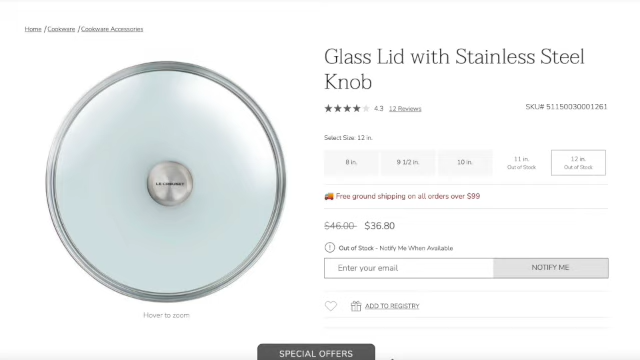 Home / Cookware / Cookware Accessories
LE CREUSET
Hover to zoom
Glass Lid with Stainless Steel
Knob
4.3 12 Reviews
SKU# 51150030001261
Select Size: 12 in.
8 in.
9 1/2 in.
10 in.
11 in.
Out of Stock
12 in.
Out of Stock
Free ground shipping on all orders over $99
$46.00 $36.80
Out of Stock - Notify Me When Available
Enter your email
NOTIFY ME
ADD TO REGISTRY
SPECIAL OFFERS